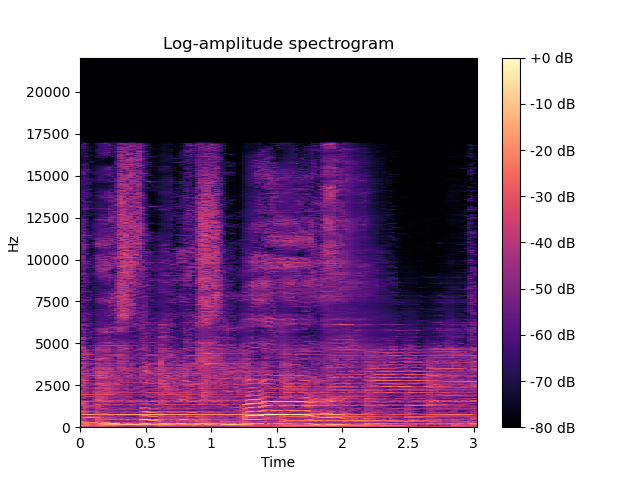 Log-amplitude spectrogram
Hz
20000
17500
15000
12500
10000
7500
5000
2500
0
0 0.5 1 1.5 2 2.5 3
Time
+0 dB
-10 dB
-20 dB
-30 dB
-40 dB
-50 dB
-60 dB
-70 dB
-80 dB